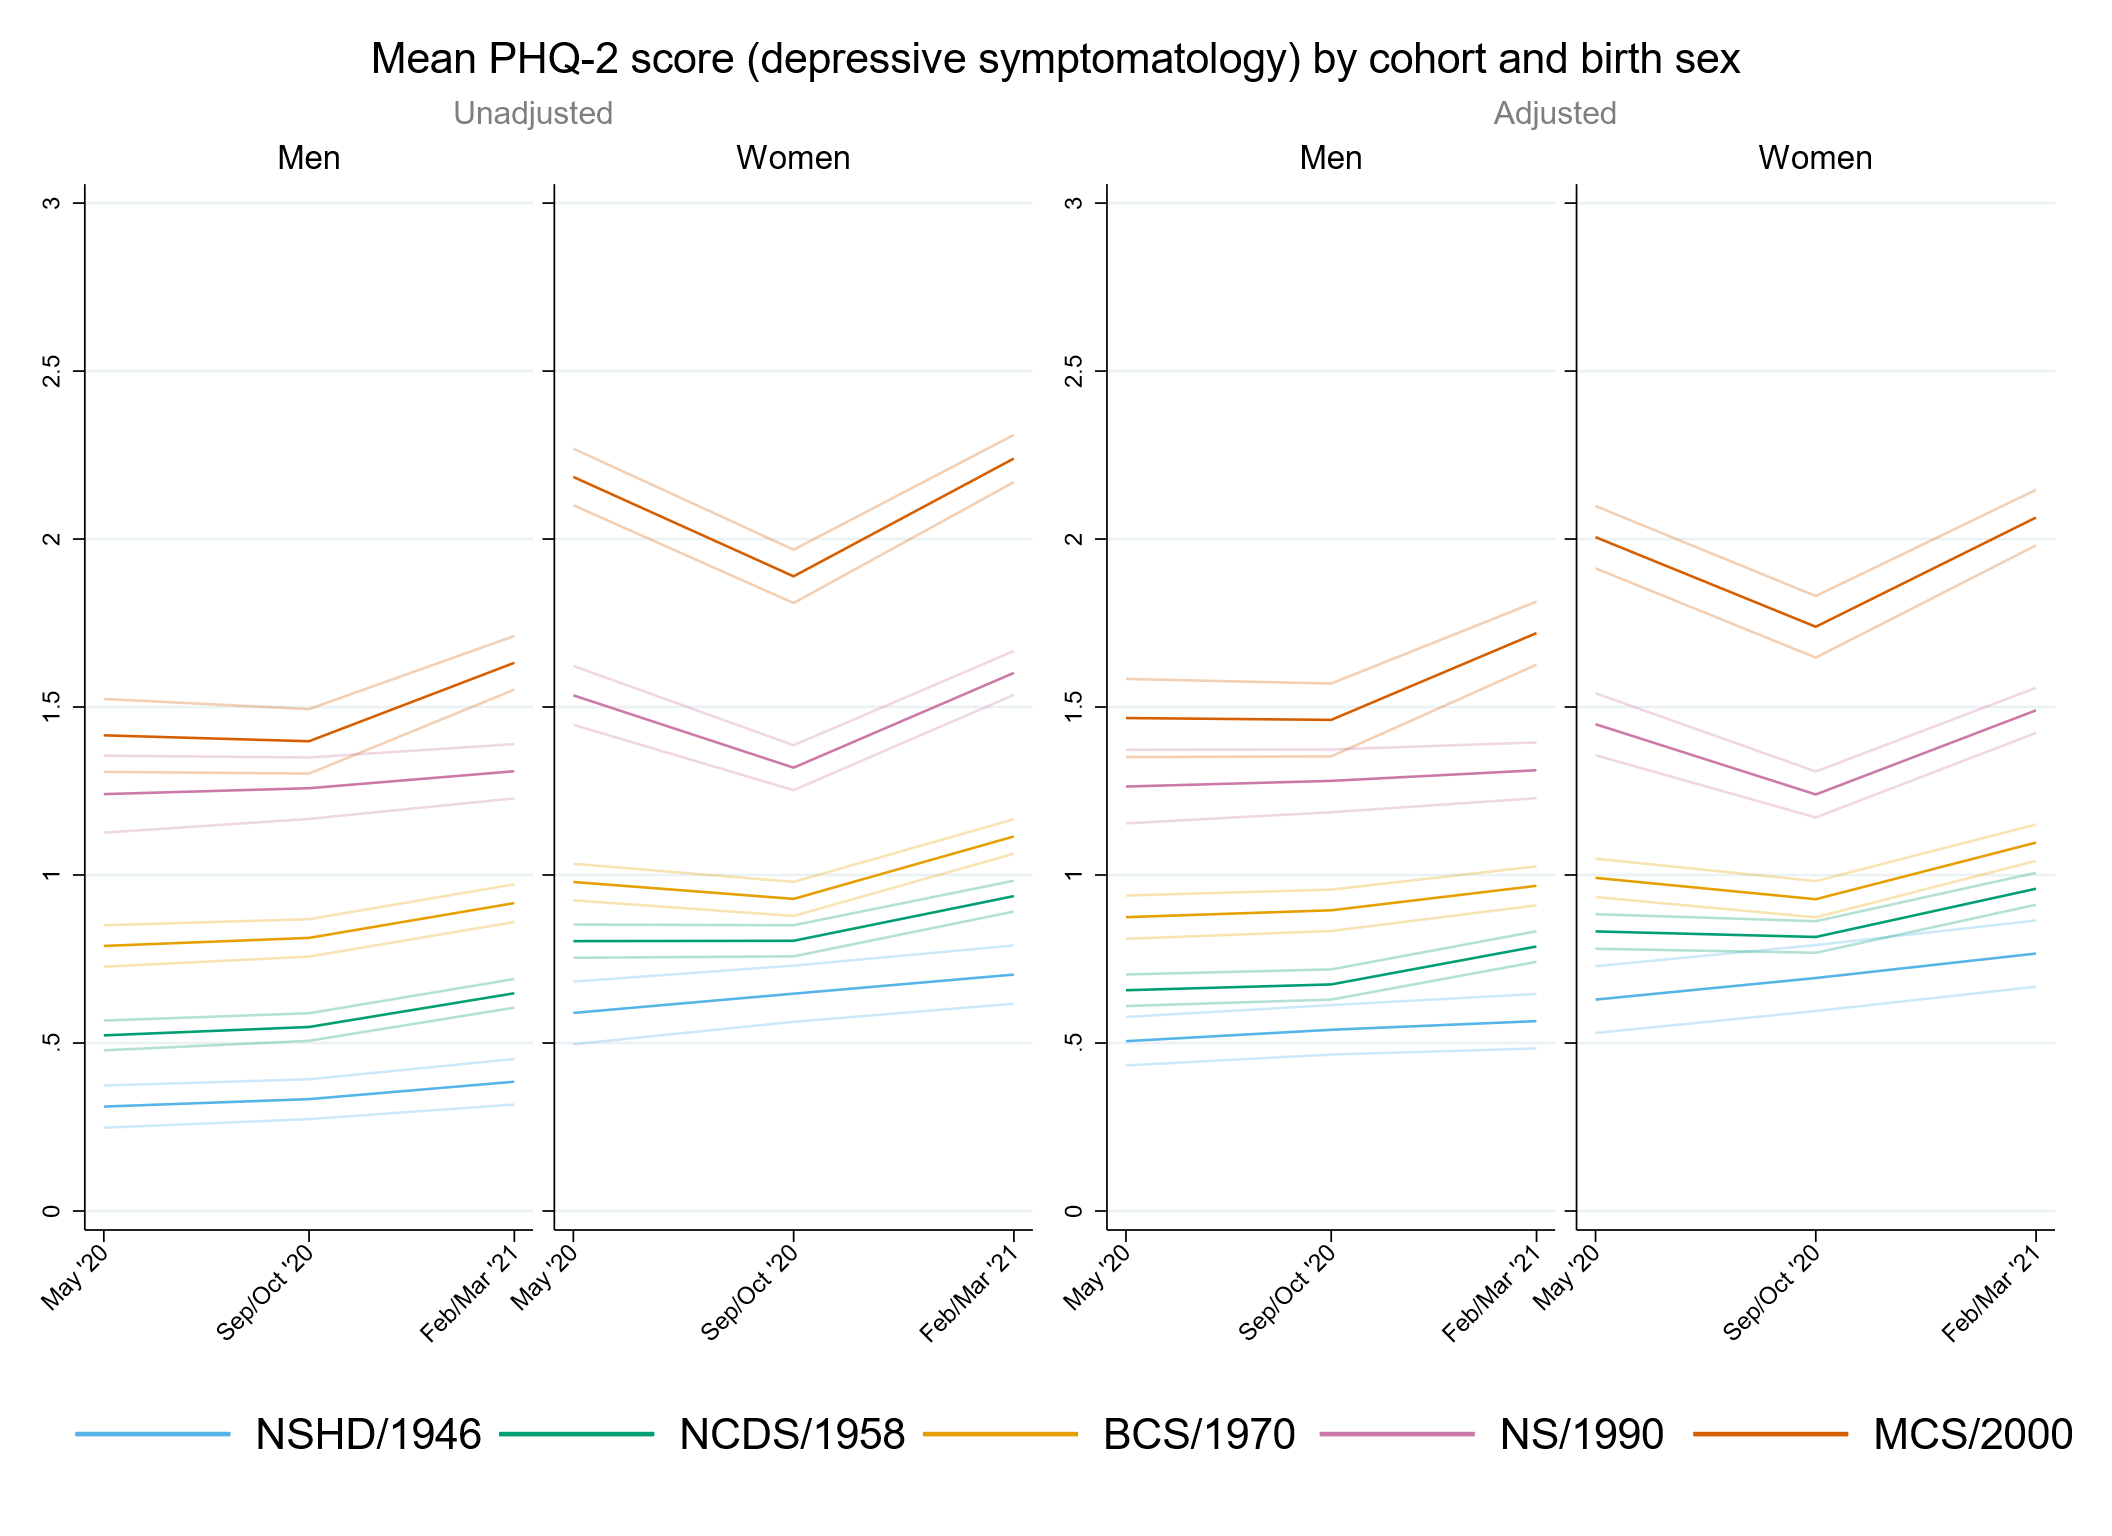 Mean PHQ-2 score (depressive symptomatology) by cohort and birth sex
Unadjusted Adjusted
Men Women Men Women
3 3
2.5 2.5
2 2
1.5 1.5
1 1
.5 .5
0 0
May '20 Sep/Oct '20 Feb/Mar '21 May '20 Sep/Oct '20 Feb/Mar '21 May '20 Sep/Oct '20 Feb/Mar '21 May '20 Sep/Oct '20 Feb/Mar '21
NSHD/1946 NCDS/1958 BCS/1970 NS/1990 MCS/2000